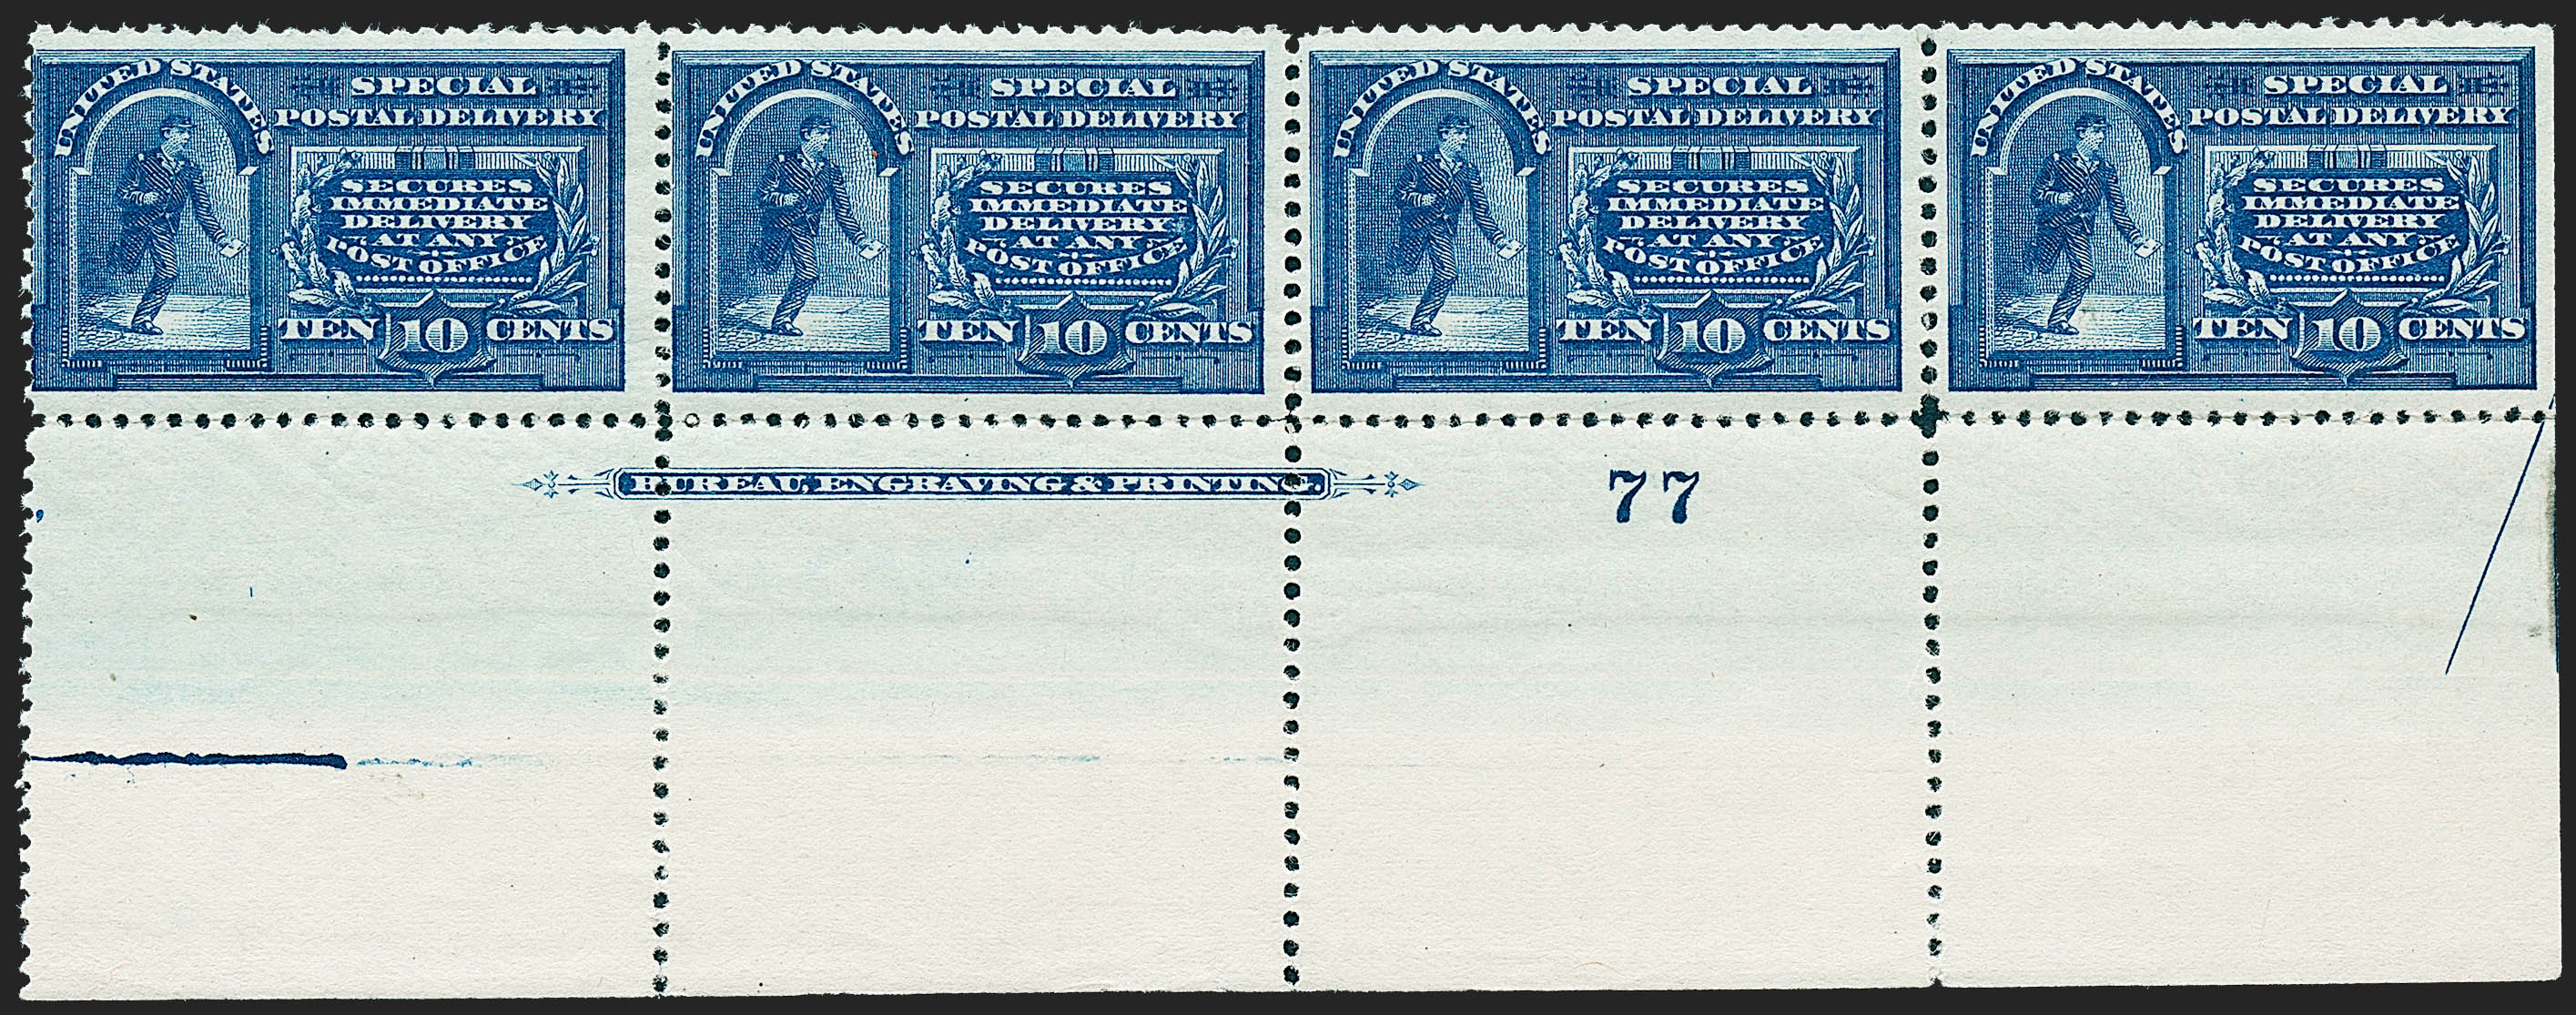 UNITED STATES
SPECIAL
POSTAL DELIVERY
SECURES
IMMEDIATE
DELIVERY
AT ANY
POST OFFICE
TEN 10 CENTS
UNITED STATES
SPECIAL
POSTAL DELIVERY
SECURES
IMMEDIATE
DELIVERY
AT ANY
POST OFFICE
TEN 10 CENTS
UNITED STATES
SPECIAL
POSTAL DELIVERY
SECURES
IMMEDIATE
DELIVERY
AT ANY
POST OFFICE
TEN 10 CENTS
UNITED STATES
SPECIAL
POSTAL DELIVERY
SECURES
IMMEDIATE
DELIVERY
AT ANY
POST OFFICE
TEN 10 CENTS
BUREAU, ENGRAVING & PRINTING.
77